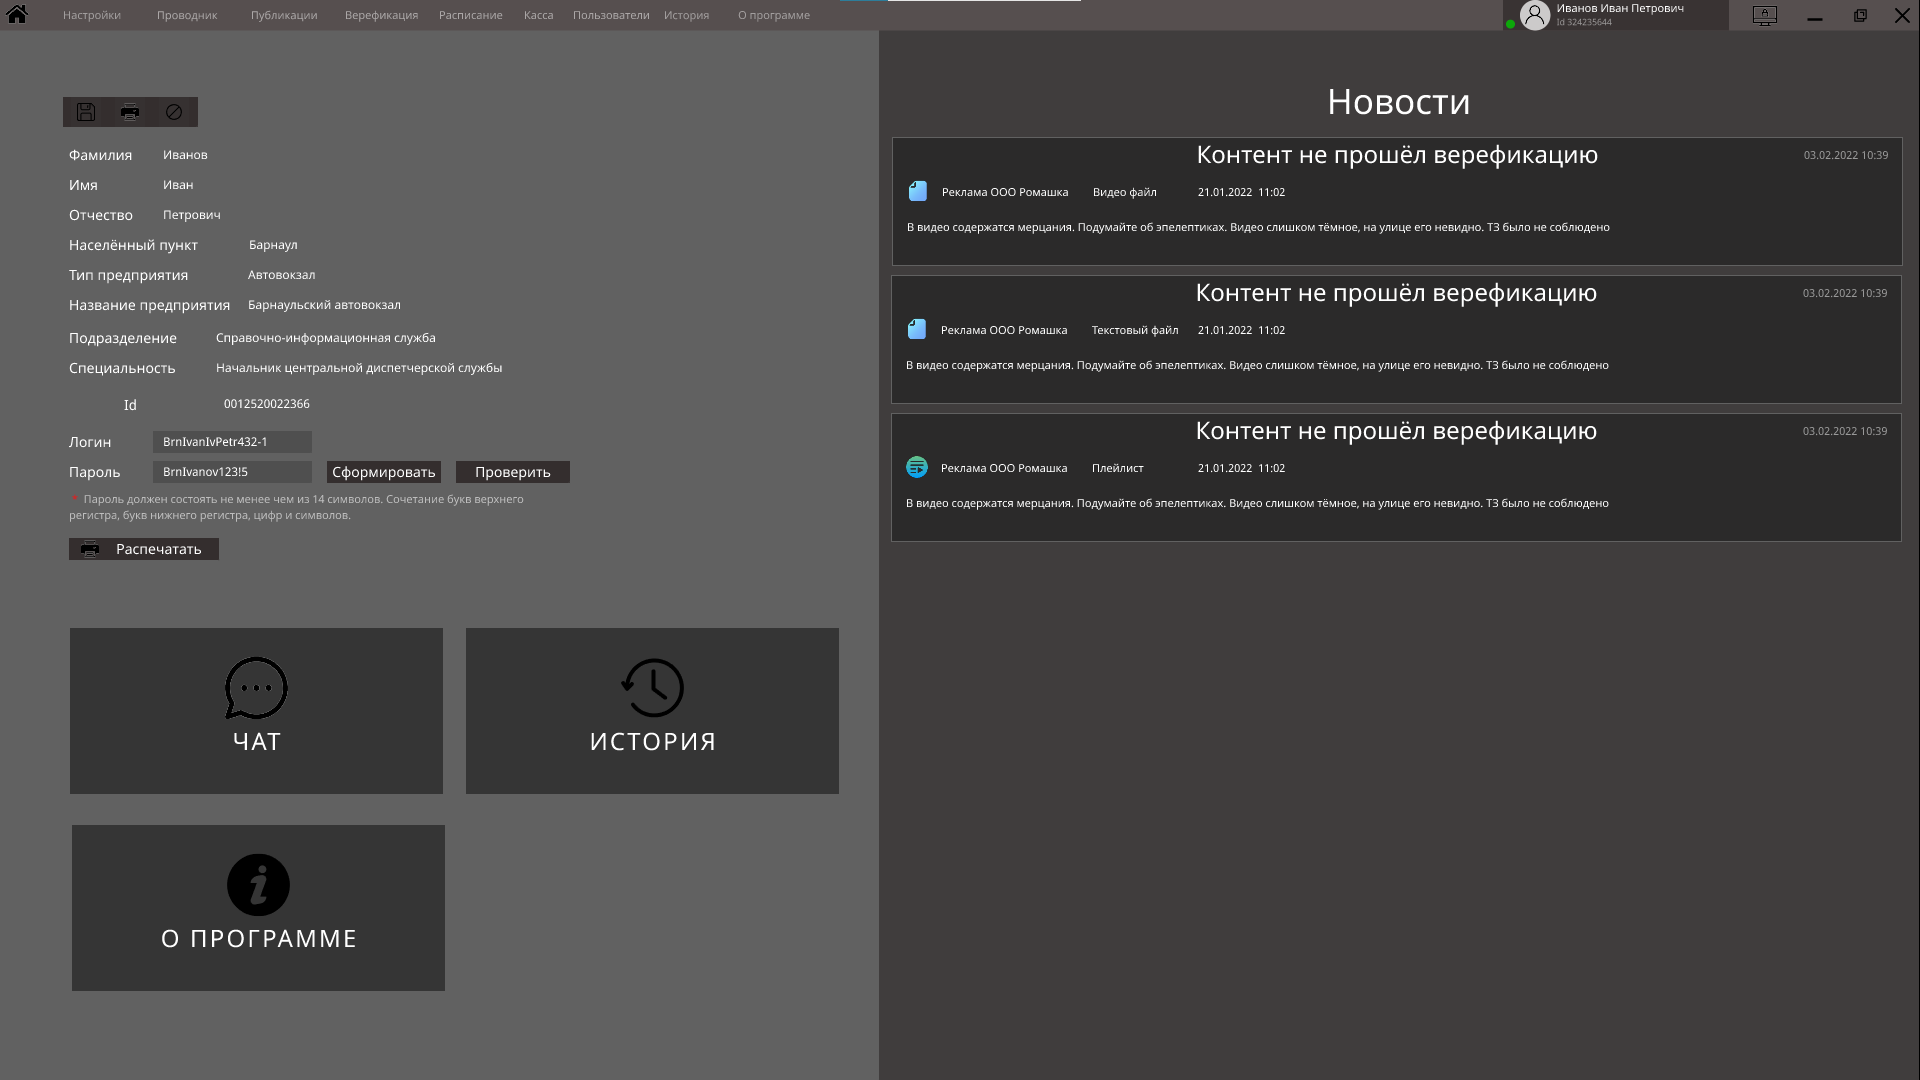 Настройки Проводник Публикации Верефикация Расписание Касса Пользователи История О программе
Иванов Иван Петрович
Id 324235644
Фамилия Иванов
Имя Иван
Отчество Петрович
Населённый пункт Барнаул
Тип предприятия Автовокзал
Название предприятия Барнаульский автовокзал
Подразделение Справочно-информационная служба
Специальность Начальник центральной диспетчерской службы
Id 0012520022366
Логин BrnIvanIvPetr432-1
Пароль BrnIvanov123!5 Сформировать Проверить
* Пароль должен состоять не менее чем из 14 символов. Сочетание букв верхнего
регистра, букв нижнего регистра, цифр и символов.
Распечатать
ЧАТ
ИСТОРИЯ
О ПРОГРАММЕ
Новости
Контент не прошёл верефикацию 03.02.2022 10:39
Реклама ООО Ромашка Видео файл 21.01.2022 11:02
В видео содержатся мерцания. Подумайте об эпелептиках. Видео слишком тёмное, на улице его невидно. ТЗ было не соблюдено
Контент не прошёл верефикацию 03.02.2022 10:39
Реклама ООО Ромашка Текстовый файл 21.01.2022 11:02
В видео содержатся мерцания. Подумайте об эпелептиках. Видео слишком тёмное, на улице его невидно. ТЗ было не соблюдено
Контент не прошёл верефикацию 03.02.2022 10:39
Реклама ООО Ромашка Плейлист 21.01.2022 11:02
В видео содержатся мерцания. Подумайте об эпелептиках. Видео слишком тёмное, на улице его невидно. ТЗ было не соблюдено